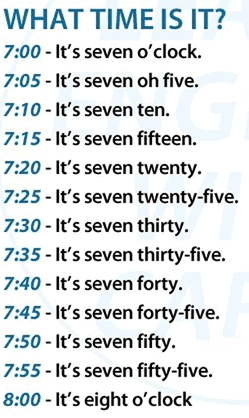 WHAT TIME IS IT?
7:00 - It’s seven o’clock.
7:05 - It’s seven oh five.
7:10 - It’s seven ten.
7:15 - It’s seven fifteen.
7:20 - It’s seven twenty.
7:25 - It’s seven twenty-five.
7:30 - It’s seven thirty.
7:35 - It’s seven thirty-five.
7:40 - It’s seven forty.
7:45 - It’s seven forty-five.
7:50 - It’s seven fifty.
7:55 - It’s seven fifty-five.
8:00 - It’s eight o’clock